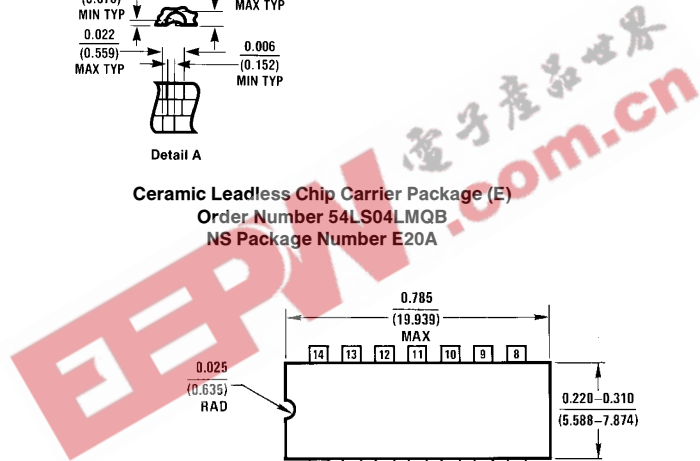 MIN TYP
MAX TYP
0.022
(0.559)
MAX TYP
0.006
(0.152)
MIN TYP
Detail A
Ceramic Leadless Chip Carrier Package (E)
Order Number 54LS04LMQB
NS Package Number E20A
EEPW.com.cn
電子產品世界
0.785
(19.939)
MAX
14 13 12 11 10 9 8
0.025
(0.635)
RAD
0.220–0.310
(5.588–7.874)